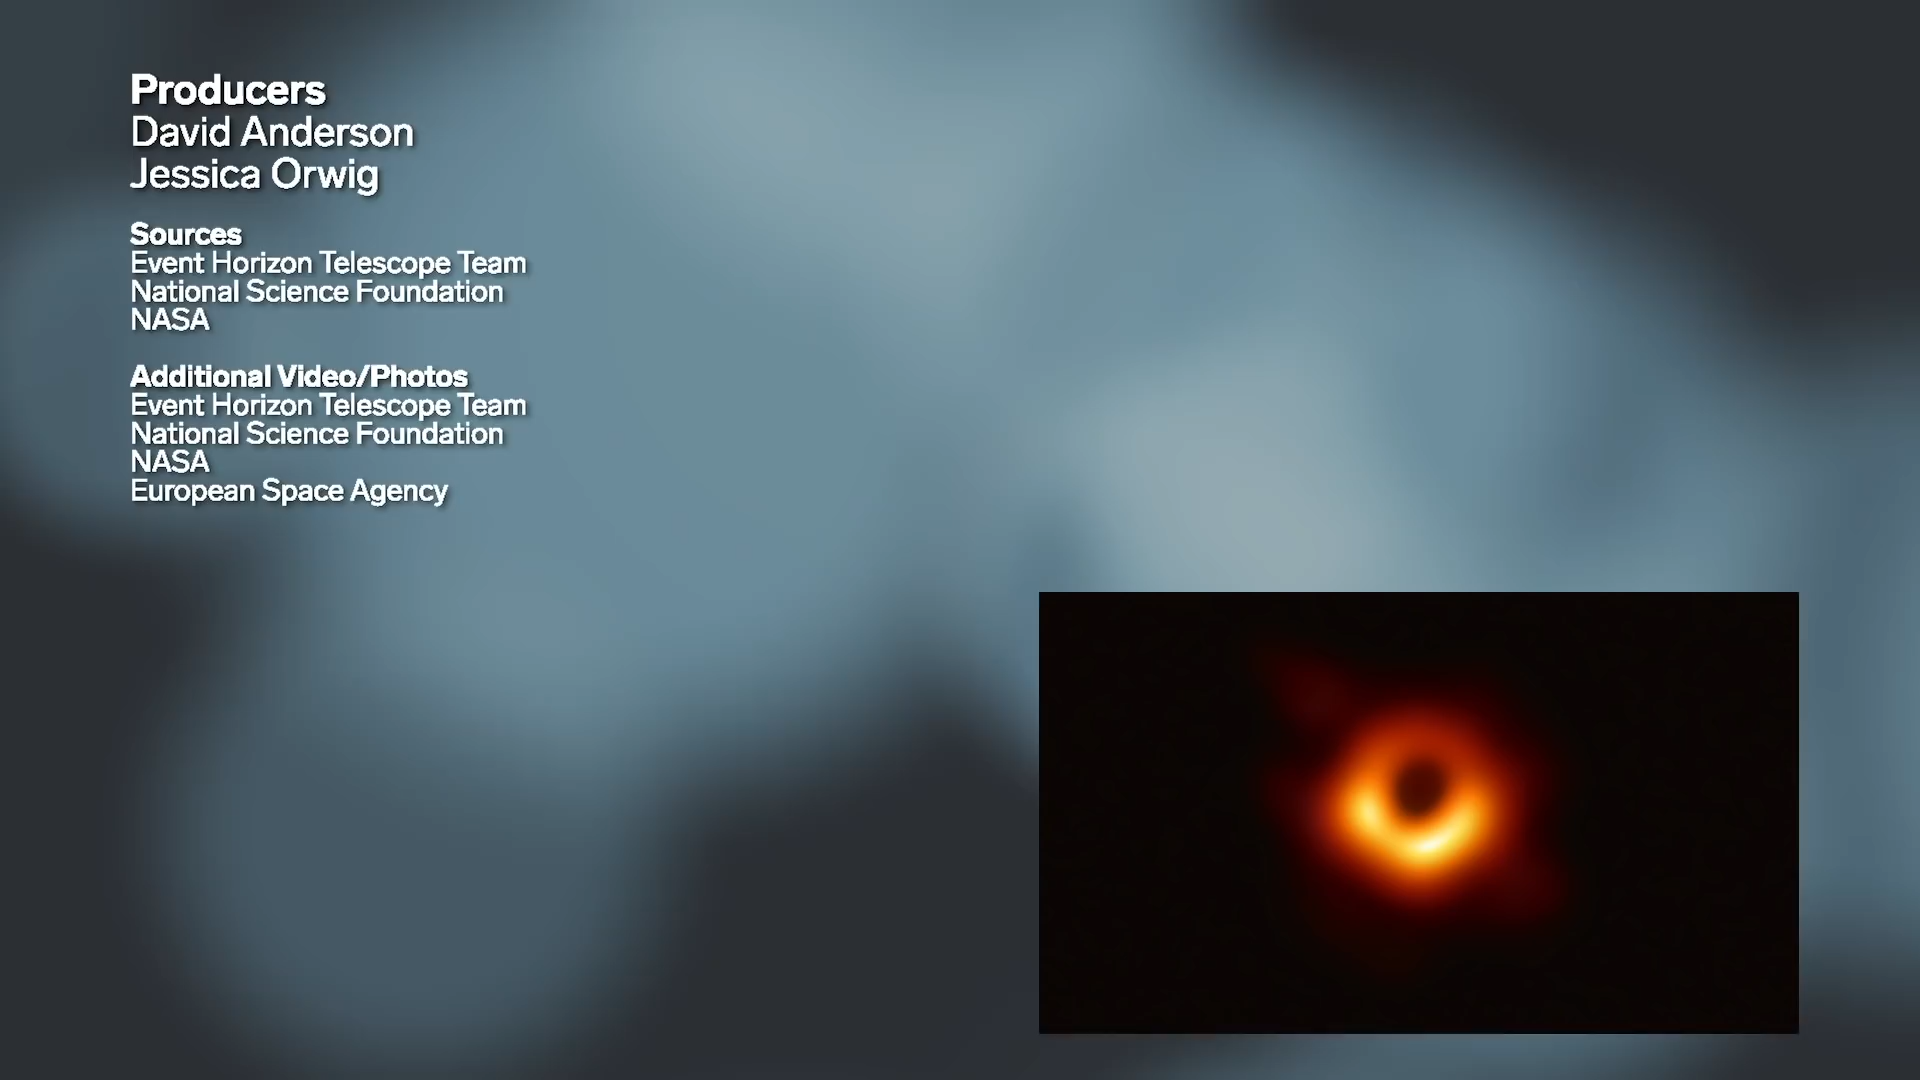 Producers
David Anderson
Jessica Orwig
Sources
Event Horizon Telescope Team
National Science Foundation
NASA
Additional Video/Photos
Event Horizon Telescope Team
National Science Foundation
NASA
European Space Agency